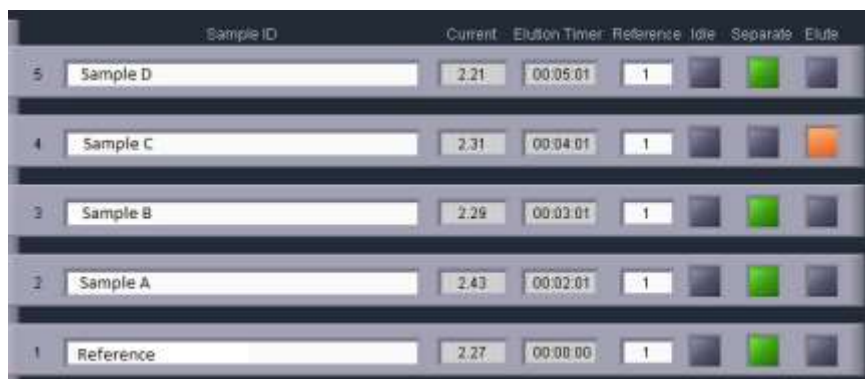 Sample ID Current Elution Timer Reference Idle Separate Elute
5 Sample D 2.21 00:05:01 1
4 Sample C 2.31 00:04:01 1
3 Sample B 2.29 00:03:01 1
2 Sample A 2.43 00:02:01 1
1 Reference 2.27 00:00:00 1